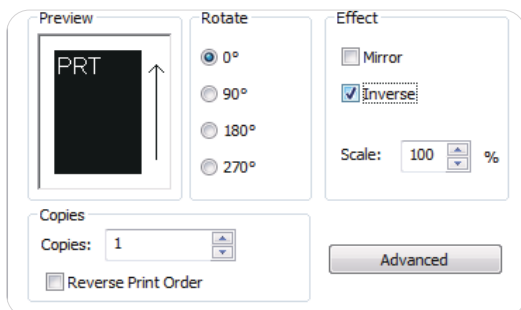 Preview
PRT
Rotate
0°
90°
180°
270°
Effect
Mirror
Inverse
Scale: 100 %
Copies
Copies: 1
Reverse Print Order
Advanced